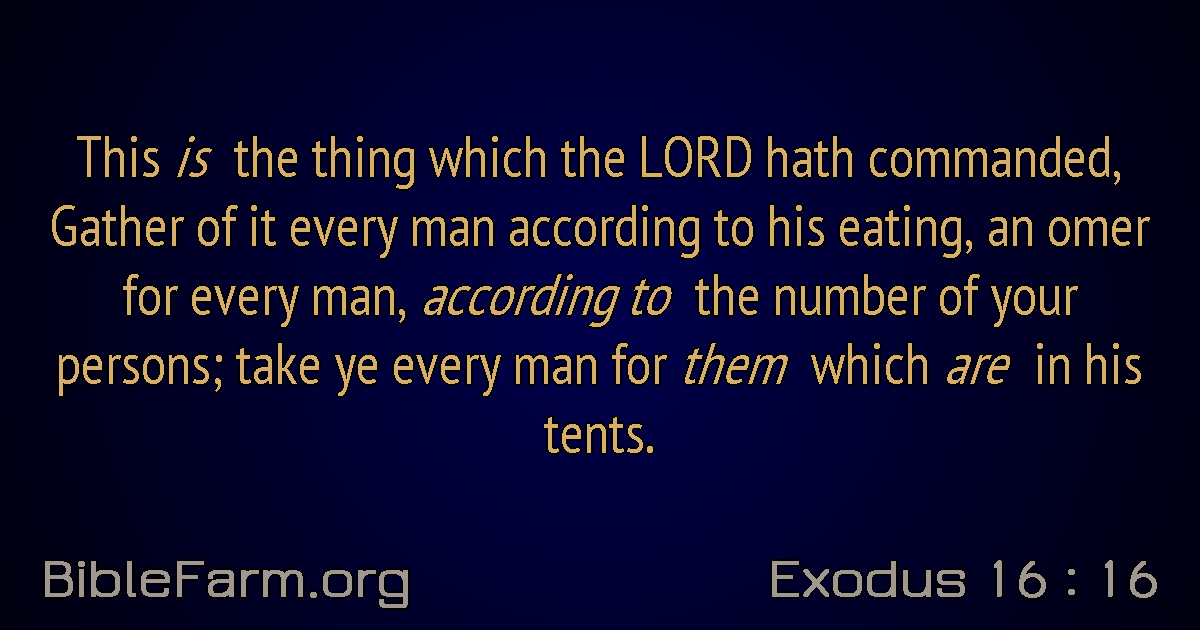 This is the thing which the LORD hath commanded,
Gather of it every man according to his eating, an omer
for every man, according to the number of your
persons; take ye every man for them which are in his
tents.
BibleFarm.org
Exodus 16 : 16